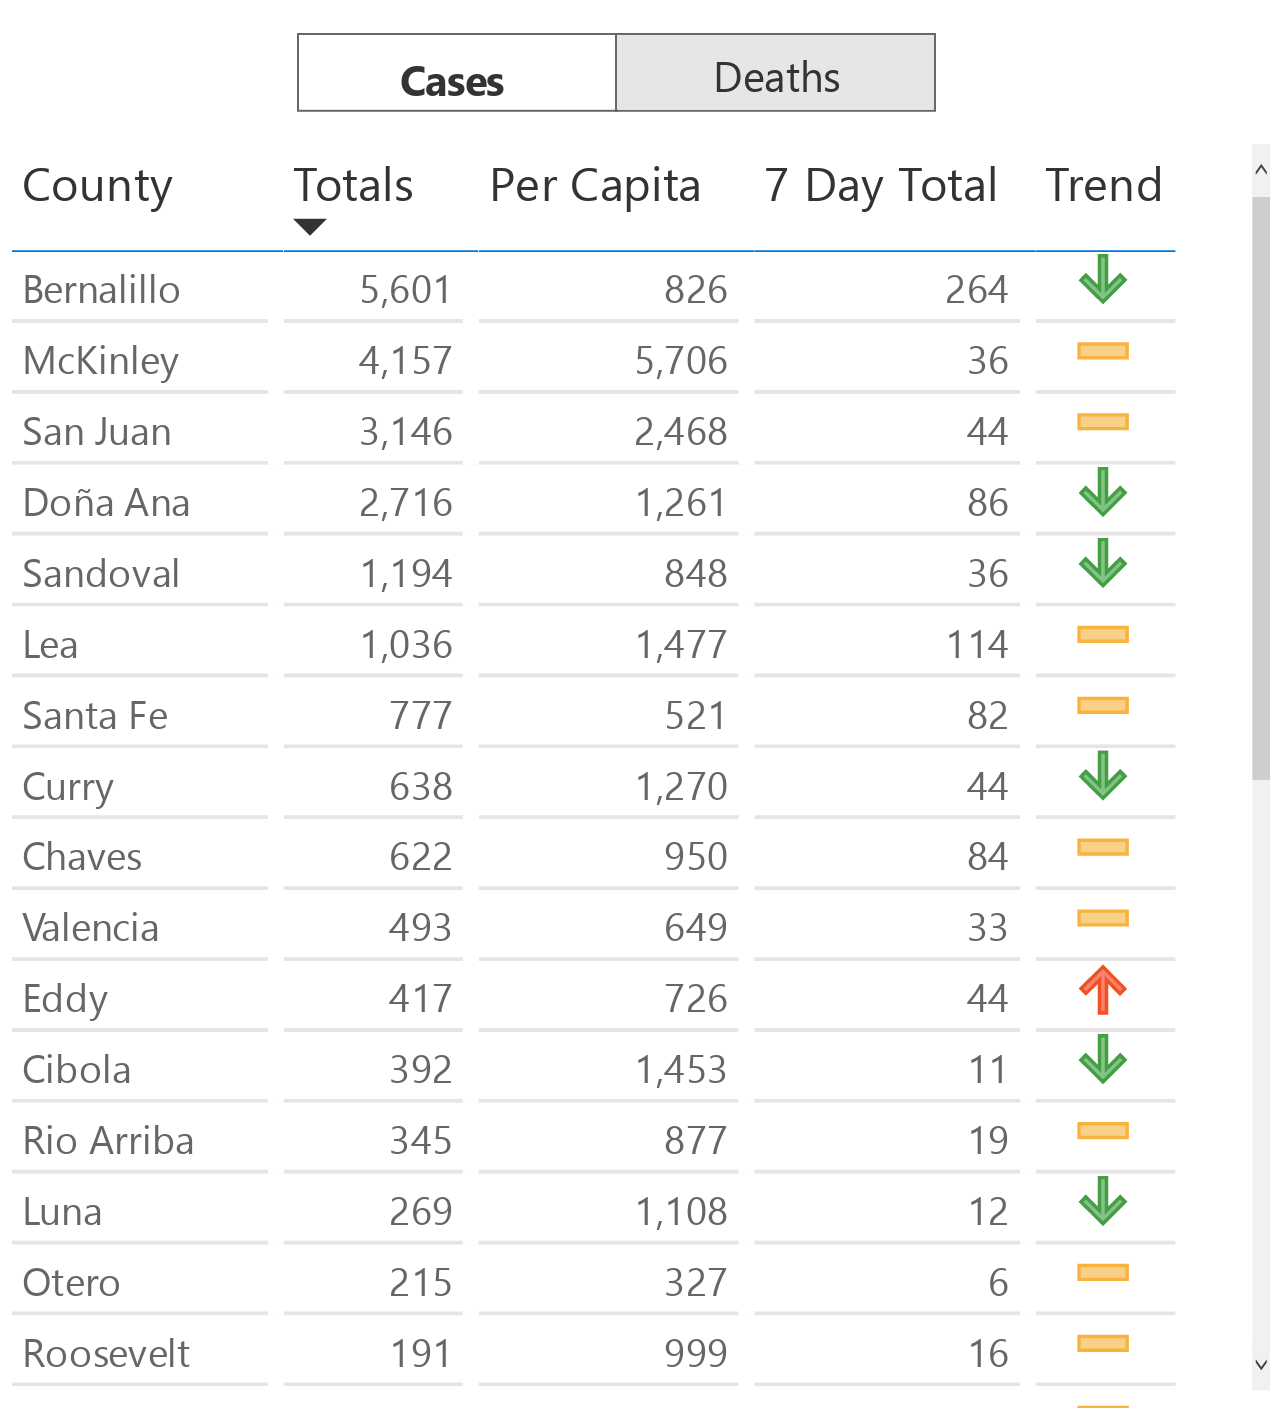 Cases Deaths
County Totals Per Capita 7 Day Total Trend
Bernalillo 5,601 826 264
McKinley 4,157 5,706 36
San Juan 3,146 2,468 44
Doña Ana 2,716 1,261 86
Sandoval 1,194 848 36
Lea 1,036 1,477 114
Santa Fe 777 521 82
Curry 638 1,270 44
Chaves 622 950 84
Valencia 493 649 33
Eddy 417 726 44
Cibola 392 1,453 11
Rio Arriba 345 877 19
Luna 269 1,108 12
Otero 215 327 6
Roosevelt 191 999 16